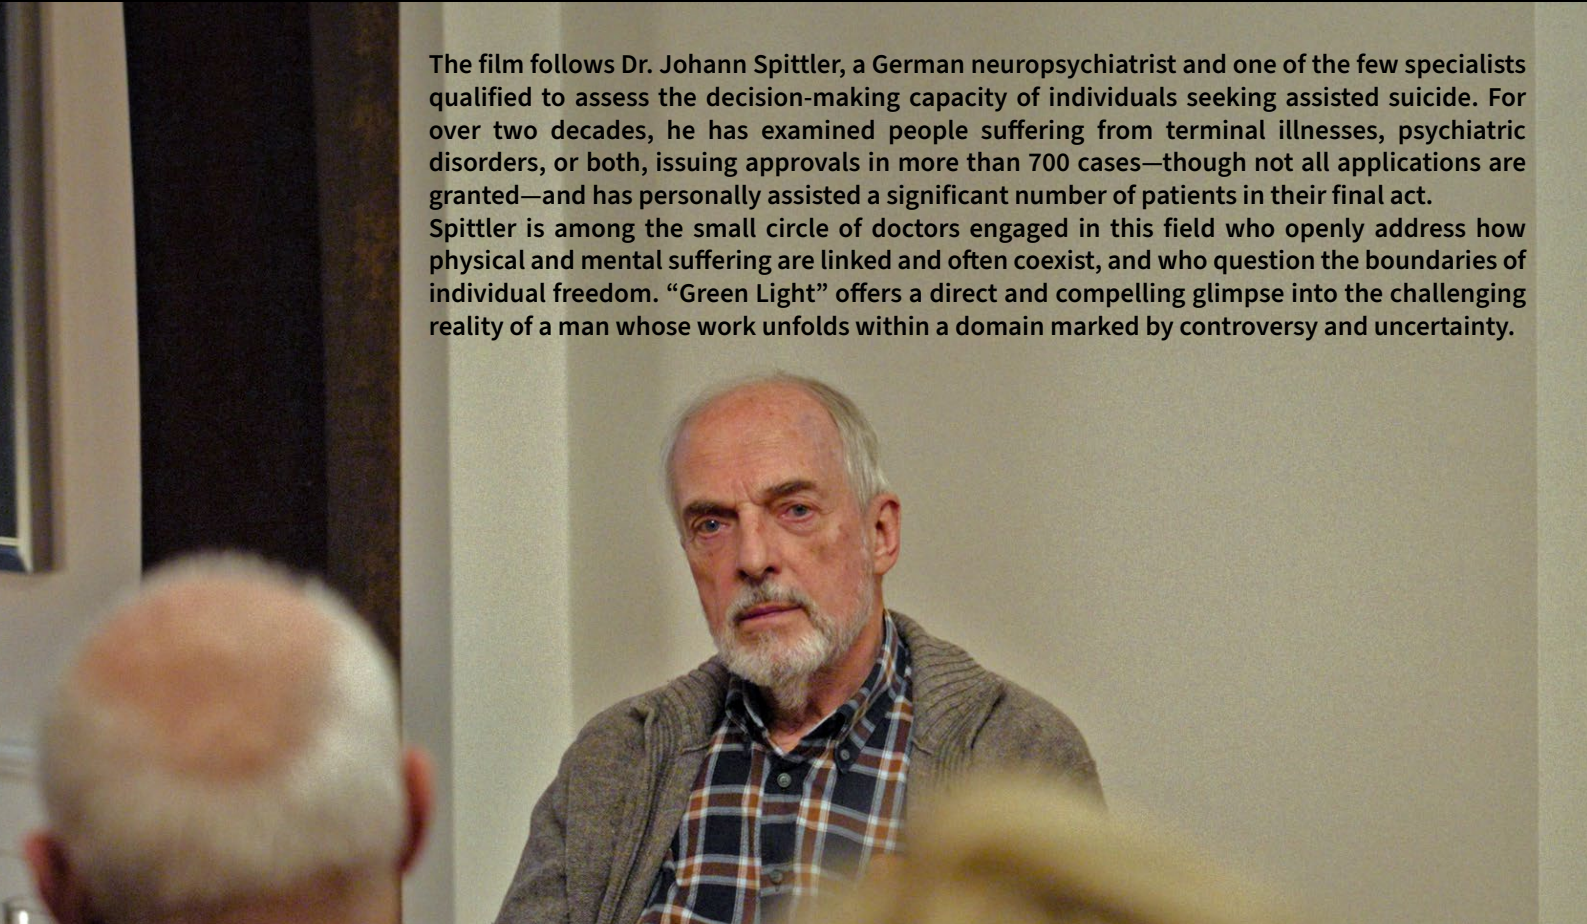 The film follows Dr. Johann Spittler, a German neuropsychiatrist and one of the few specialists
qualified to assess the decision-making capacity of individuals seeking assisted suicide. For
over two decades, he has examined people suffering from terminal illnesses, psychiatric
disorders, or both, issuing approvals in more than 700 cases—though not all applications are
granted—and has personally assisted a significant number of patients in their final act.
Spittler is among the small circle of doctors engaged in this field who openly address how
physical and mental suffering are linked and often coexist, and who question the boundaries of
individual freedom. “Green Light” offers a direct and compelling glimpse into the challenging
reality of a man whose work unfolds within a domain marked by controversy and uncertainty.